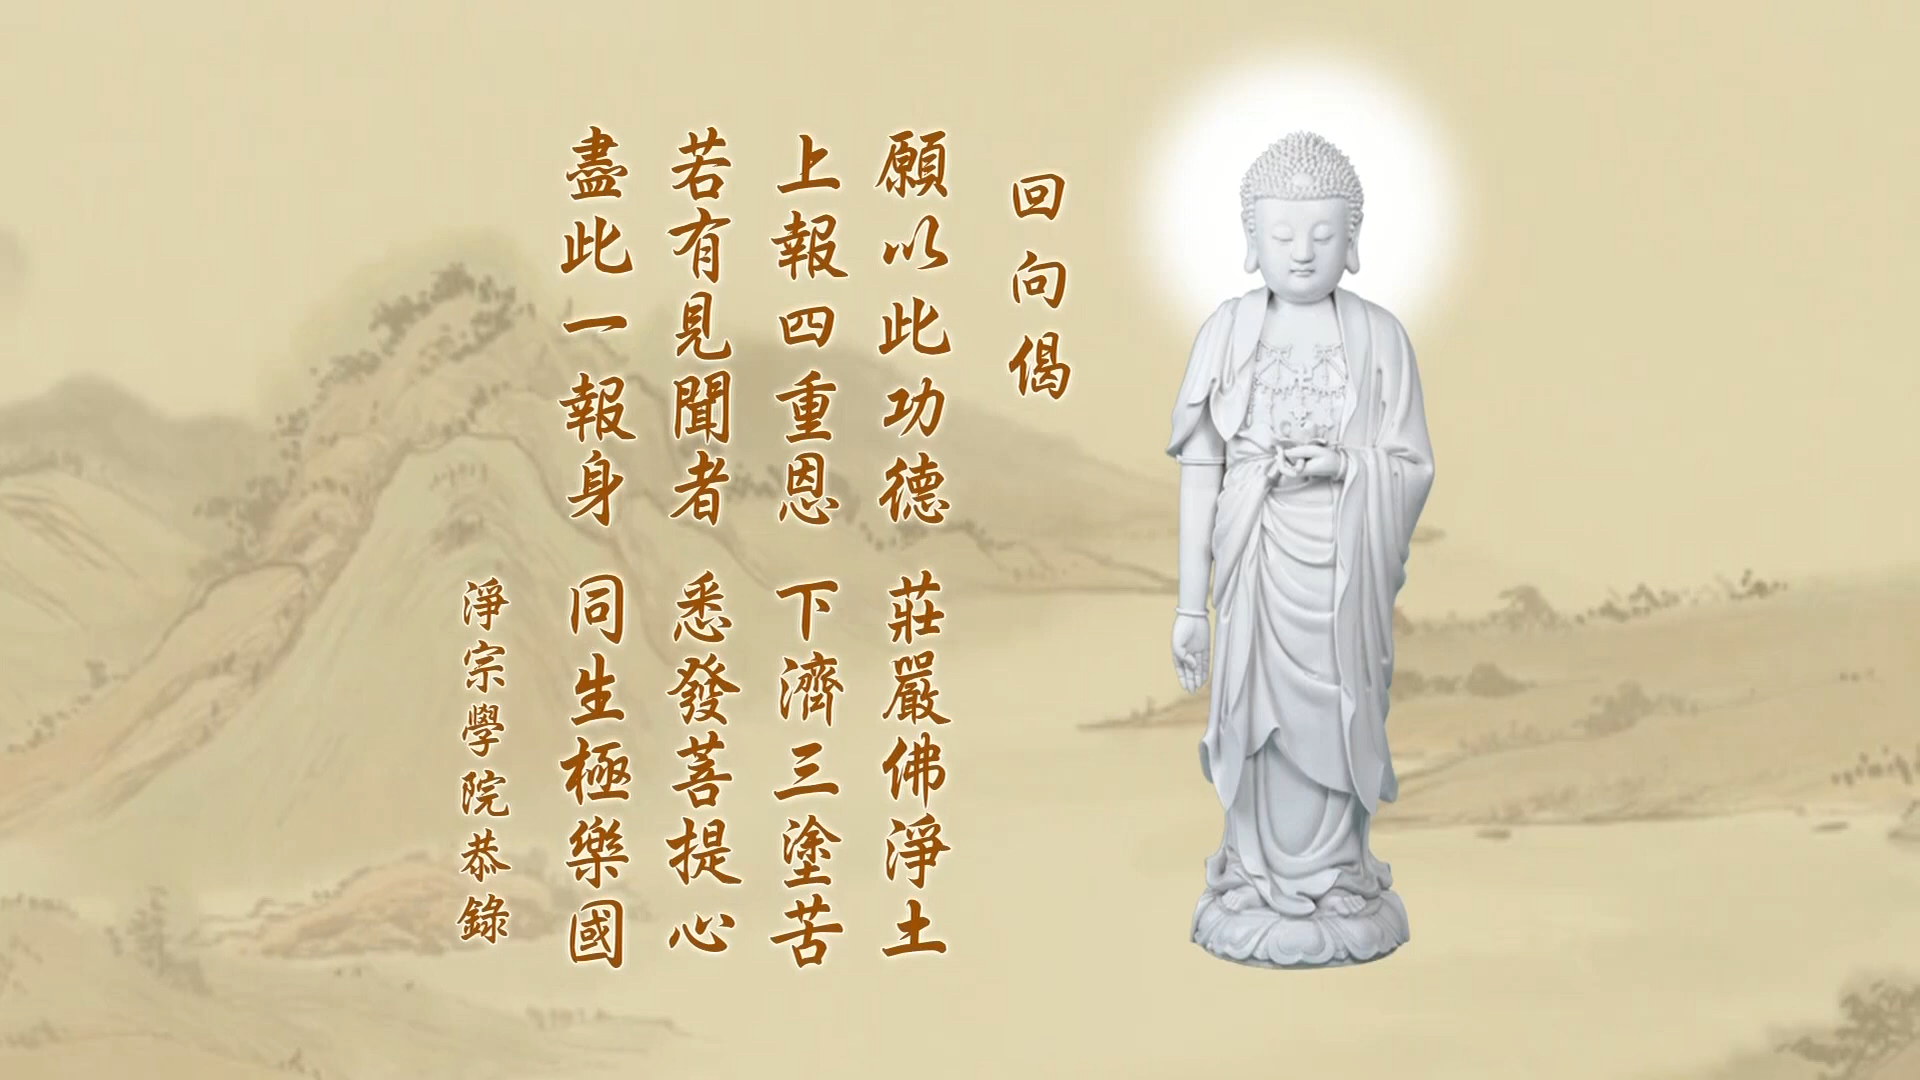 回向偈
願以此功德 莊嚴佛淨土
上報四重恩 下濟三塗苦
若有見聞者 悉發菩提心
盡此一報身 同生極樂國
淨宗學院恭錄